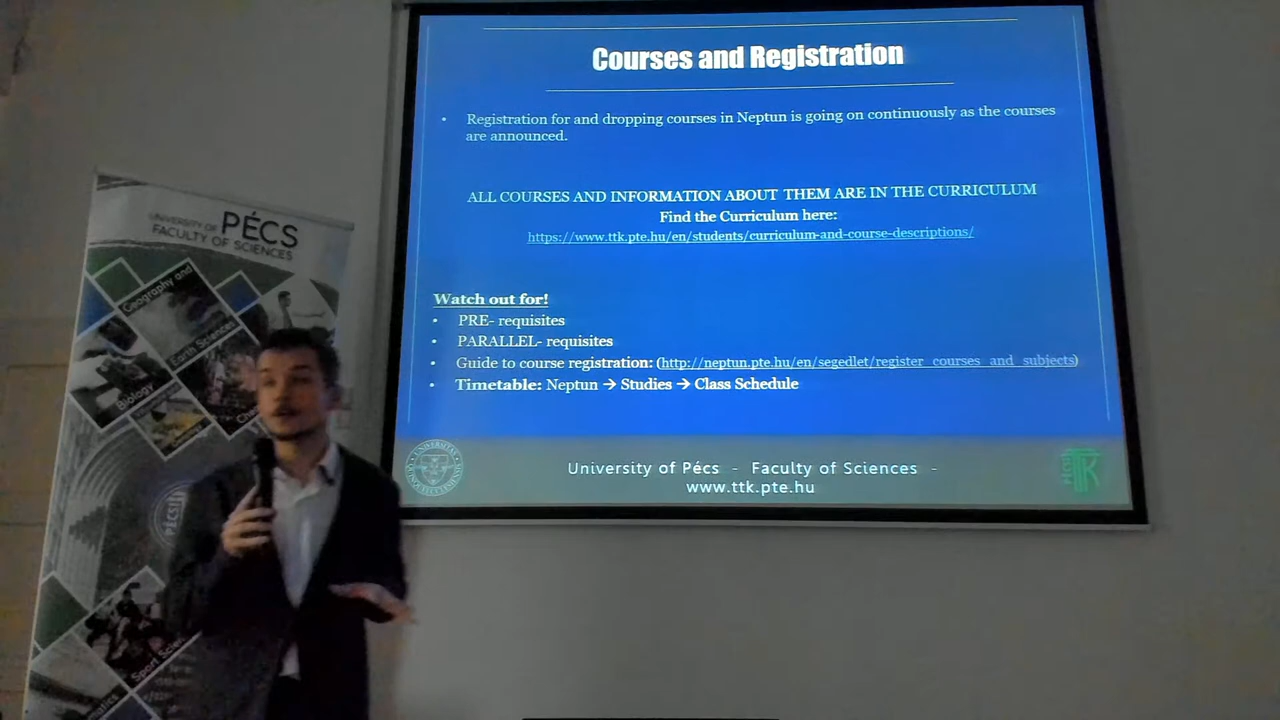 Courses and Registration
• Registration for and dropping courses in Neptun is going on continuously as the courses
are announced.
ALL COURSES AND INFORMATION ABOUT THEM ARE IN THE CURRICULUM
Find the Curriculum here:
https://www.ttk.pte.hu/en/students/curriculum-and-course-descriptions/
Watch out for!
• PRE- requisites
• PARALLEL- requisites
• Guide to course registration: (http://neptun.pte.hu/en/segedlet/register_courses_and_subjects)
• Timetable: Neptun → Studies → Class Schedule
University of Pécs - Faculty of Sciences -
www.ttk.pte.hu
UNIVERSITY OF PÉCS
FACULTY OF SCIENCES
Geography and
Earth Sciences
Biology